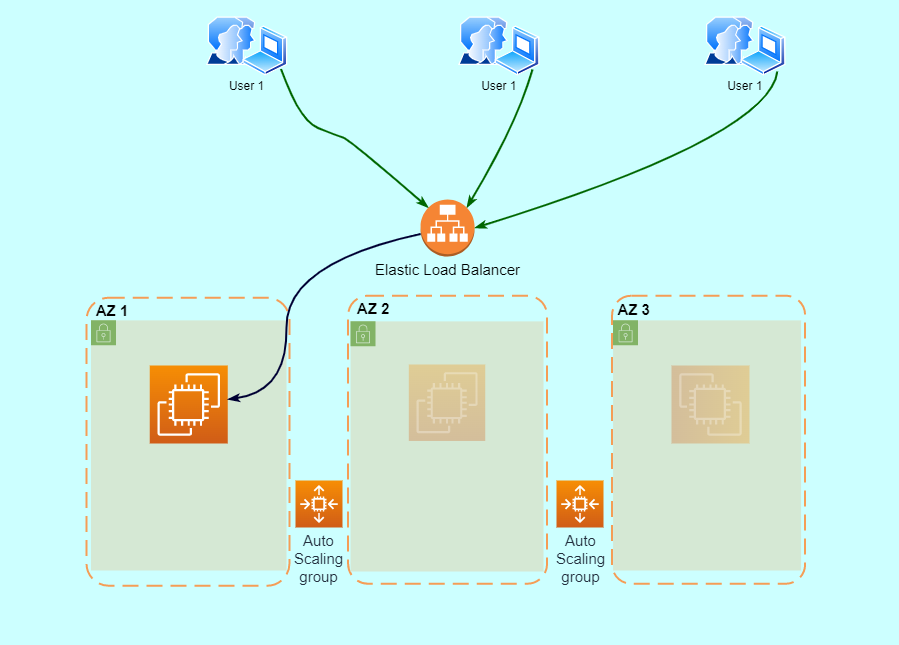 User 1
User 1
User 1
Elastic Load Balancer
AZ 1
AZ 2
AZ 3
Auto
Scaling
group
Auto
Scaling
group